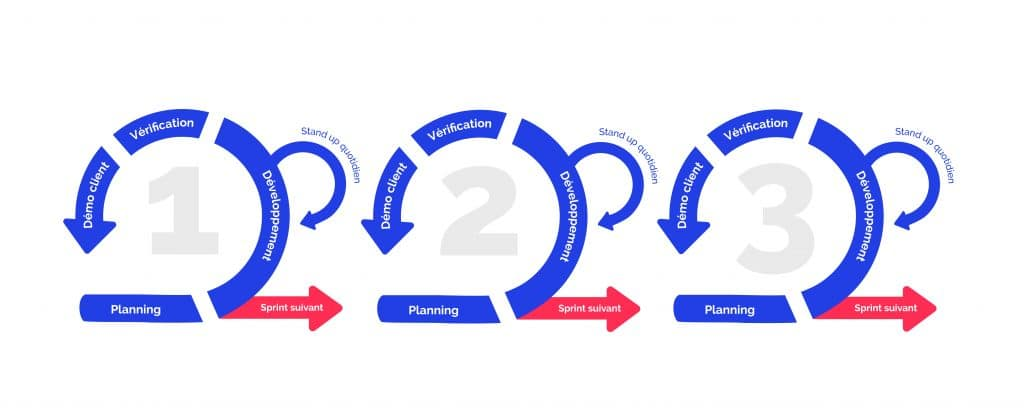 1
Vérification
Démo client
Développement
Stand up quotidien
Planning
Sprint suivant
2
Vérification
Démo client
Développement
Stand up quotidien
Planning
Sprint suivant
3
Vérification
Démo client
Développement
Stand up quotidien
Planning
Sprint suivant